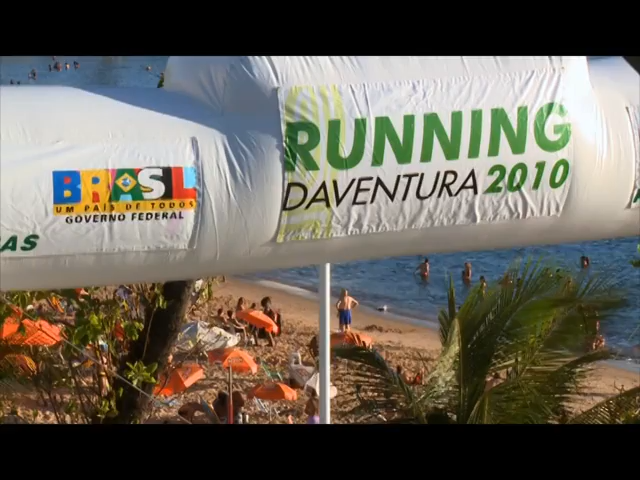 RUNNING
DAVENTURA 2010
BRASIL
UM PAÍS DE TODOS
GOVERNO FEDERAL